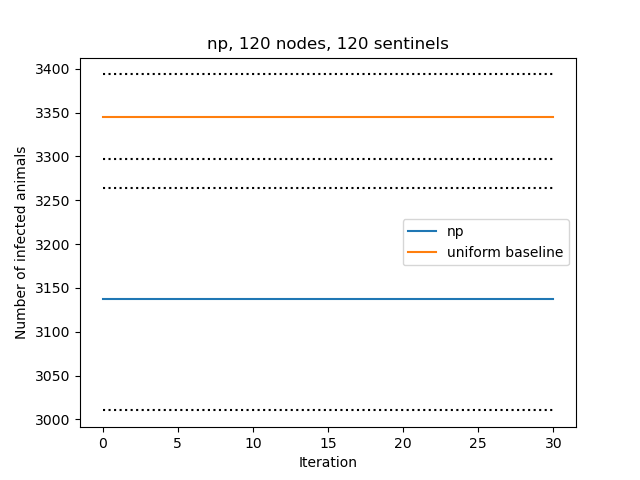 np, 120 nodes, 120 sentinels
Number of infected animals
3400
3350
3300
3250
3200
3150
3100
3050
3000
np
uniform baseline
0 5 10 15 20 25 30
Iteration